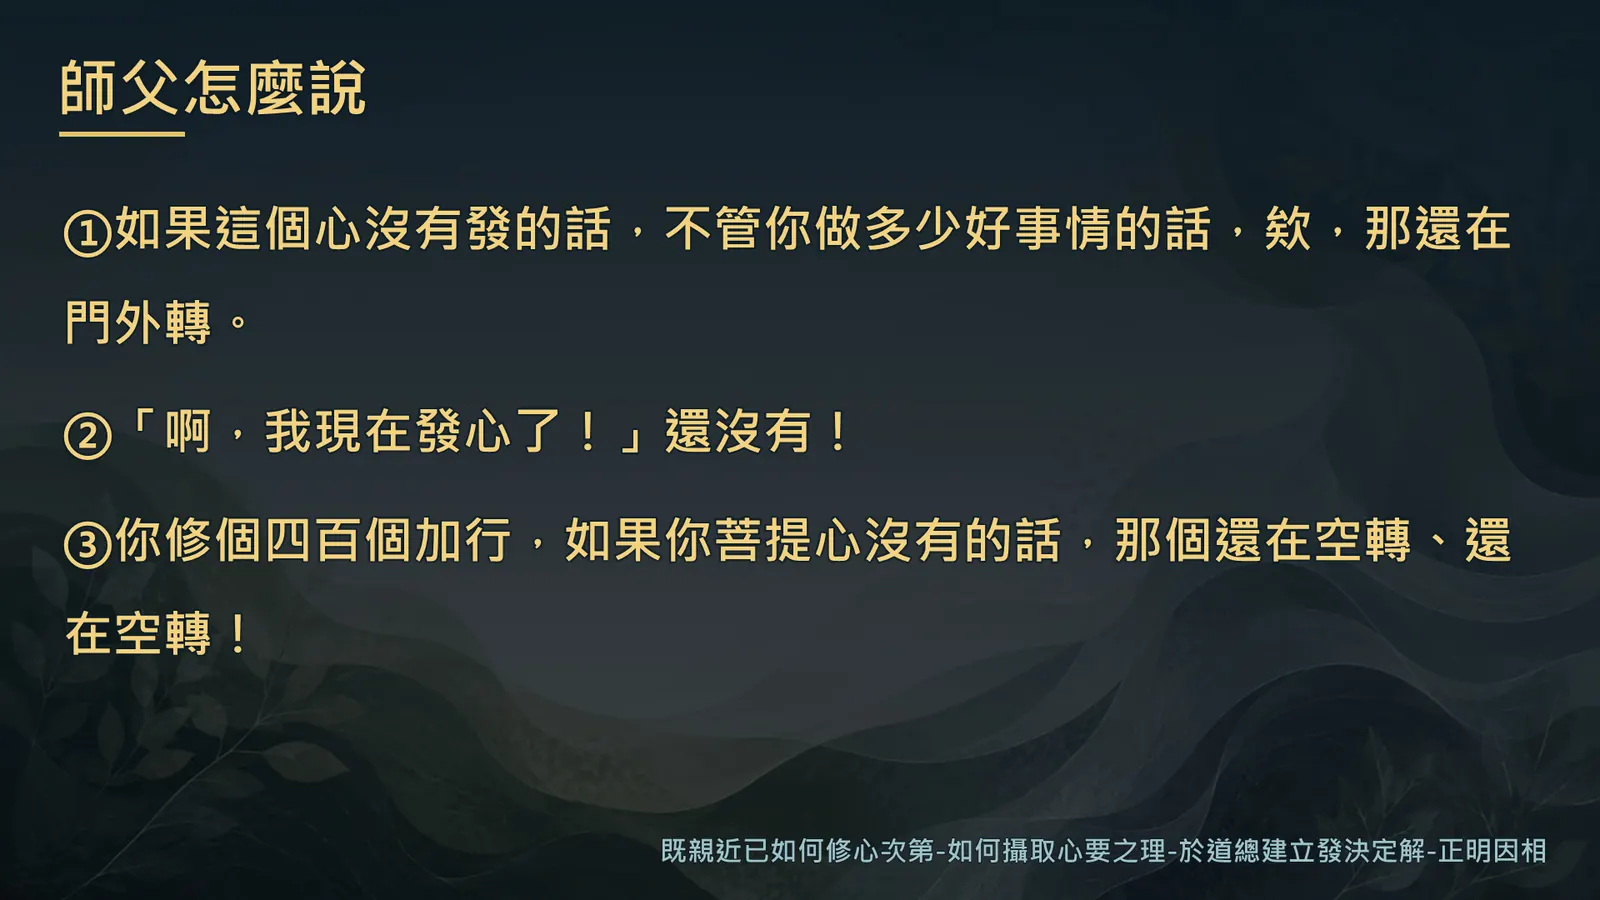 師父怎麼說
①如果這個心沒有發的話，不管你做多少好事情的話，欸，那還在
門外轉。
②「啊，我現在發心了！」還沒有！
③你修個四百個加行，如果你菩提心沒有的話，那個還在空轉、還
在空轉！
既親近已如何修心次第-如何攝取心要之理-於道總建立發決定解-正明因相